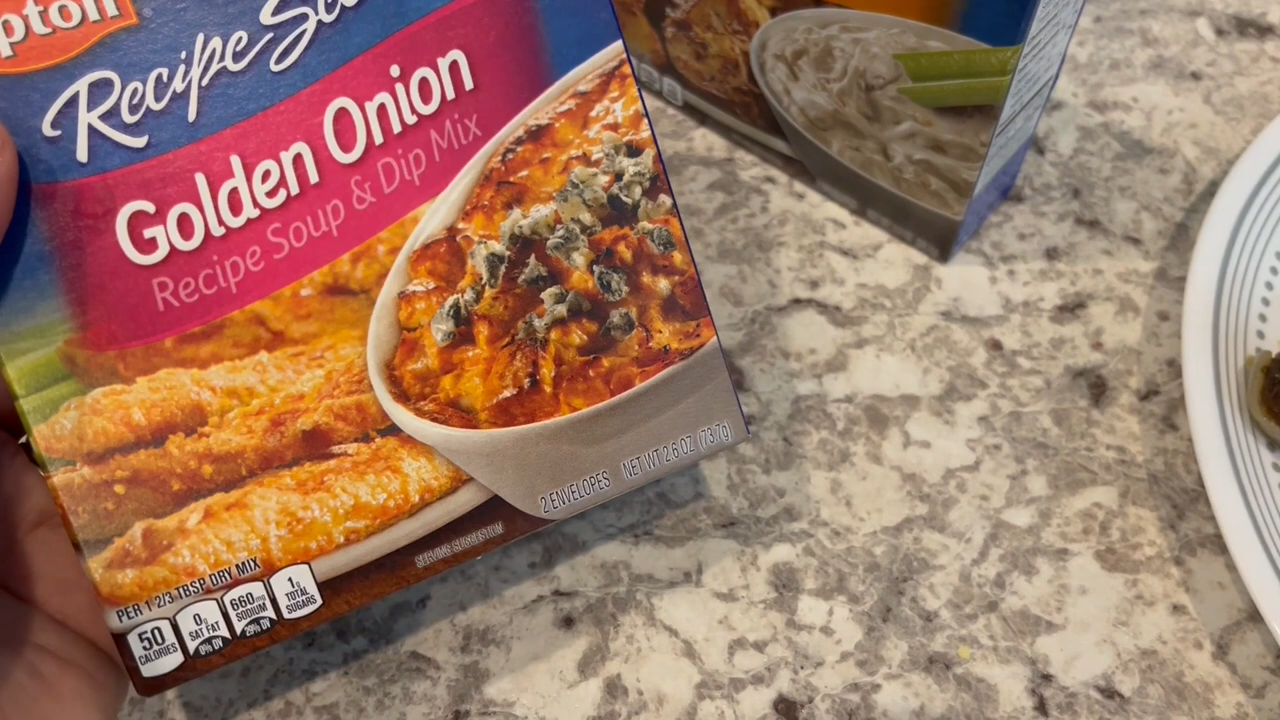 pton
Recipe
Golden Onion
Recipe Soup & Dip Mix
2 ENVELOPES NET WT 2.6 OZ (73.7g)
SERVING SUGGESTION
PER 1 2/3 TBSP DRY MIX
50 CALORIES
0g SAT FAT 0% DV
660mg SODIUM 29% DV
1g TOTAL SUGARS